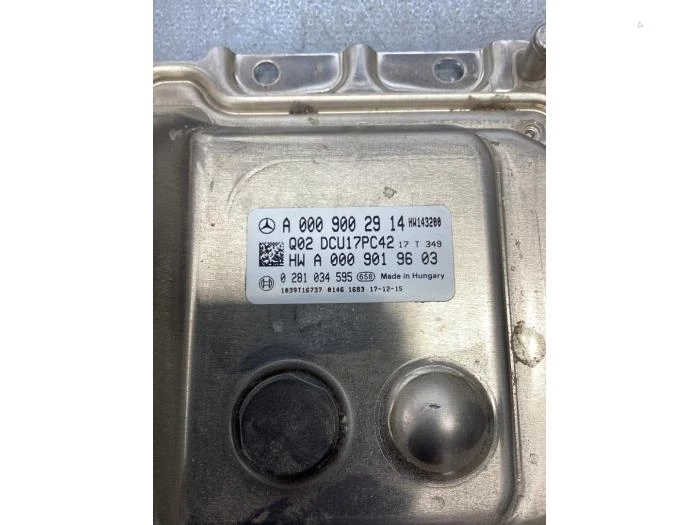 A 000 900 29 14 HW143200
Q02 DCU17PC42 17 T 349
HW A 000 901 96 03
0 281 034 595 658 Made in Hungary
1039T16737 0146 1683 17-12-15